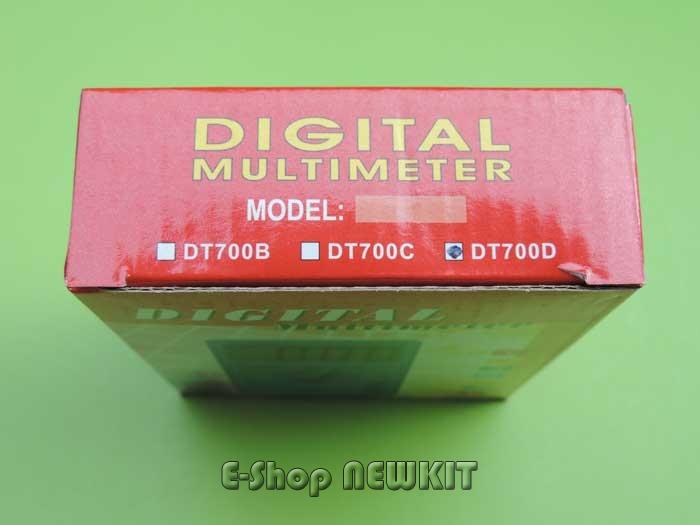 DIGITAL
MULTIMETER
MODEL:
DT700B DT700C DT700D
DIGITAL
Multimeter
E-Shop NEWKIT